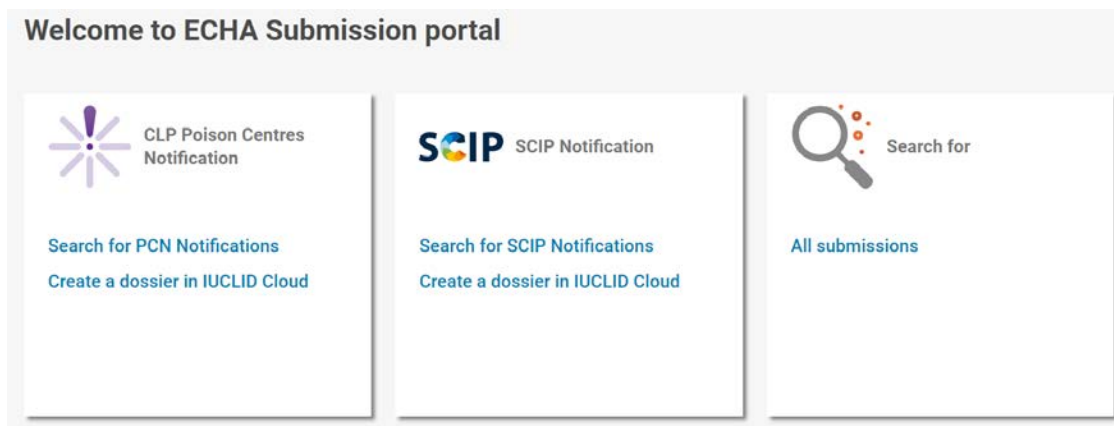 Welcome to ECHA Submission portal
CLP Poison Centres
Notification
Search for PCN Notifications
Create a dossier in IUCLID Cloud
SCIP
SCIP Notification
Search for SCIP Notifications
Create a dossier in IUCLID Cloud
Search for
All submissions